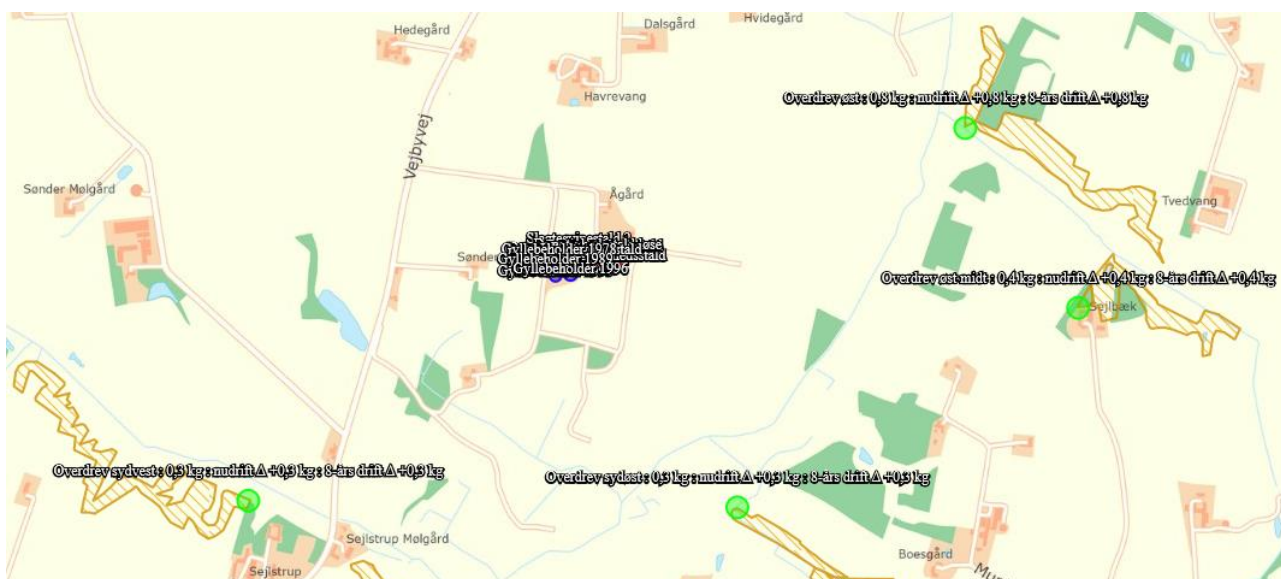 Hedegård
Dalsgård
Hvidegård
Havrevang
Overdrev øst : 0,8 kg : nudrift Δ +0,8 kg : 8-års drift Δ +0,8 kg
Vejbyvej
Sønder Mølgård
Ågård
Tvedvang
Gyllebeholder 1978
Gyllebeholder 1989
Gyllebeholder 1996
Overdrev øst midt : 0,4 kg : nudrift Δ +0,4 kg : 8-års drift Δ +0,4 kg
Sejlbæk
Overdrev sydvest : 0,3 kg : nudrift Δ +0,3 kg : 8-års drift Δ +0,3 kg
Overdrev sydøst : 0,3 kg : nudrift Δ +0,3 kg : 8-års drift Δ +0,3 kg
Sejlstrup Mølgård
Boesgård
Sejlstrup